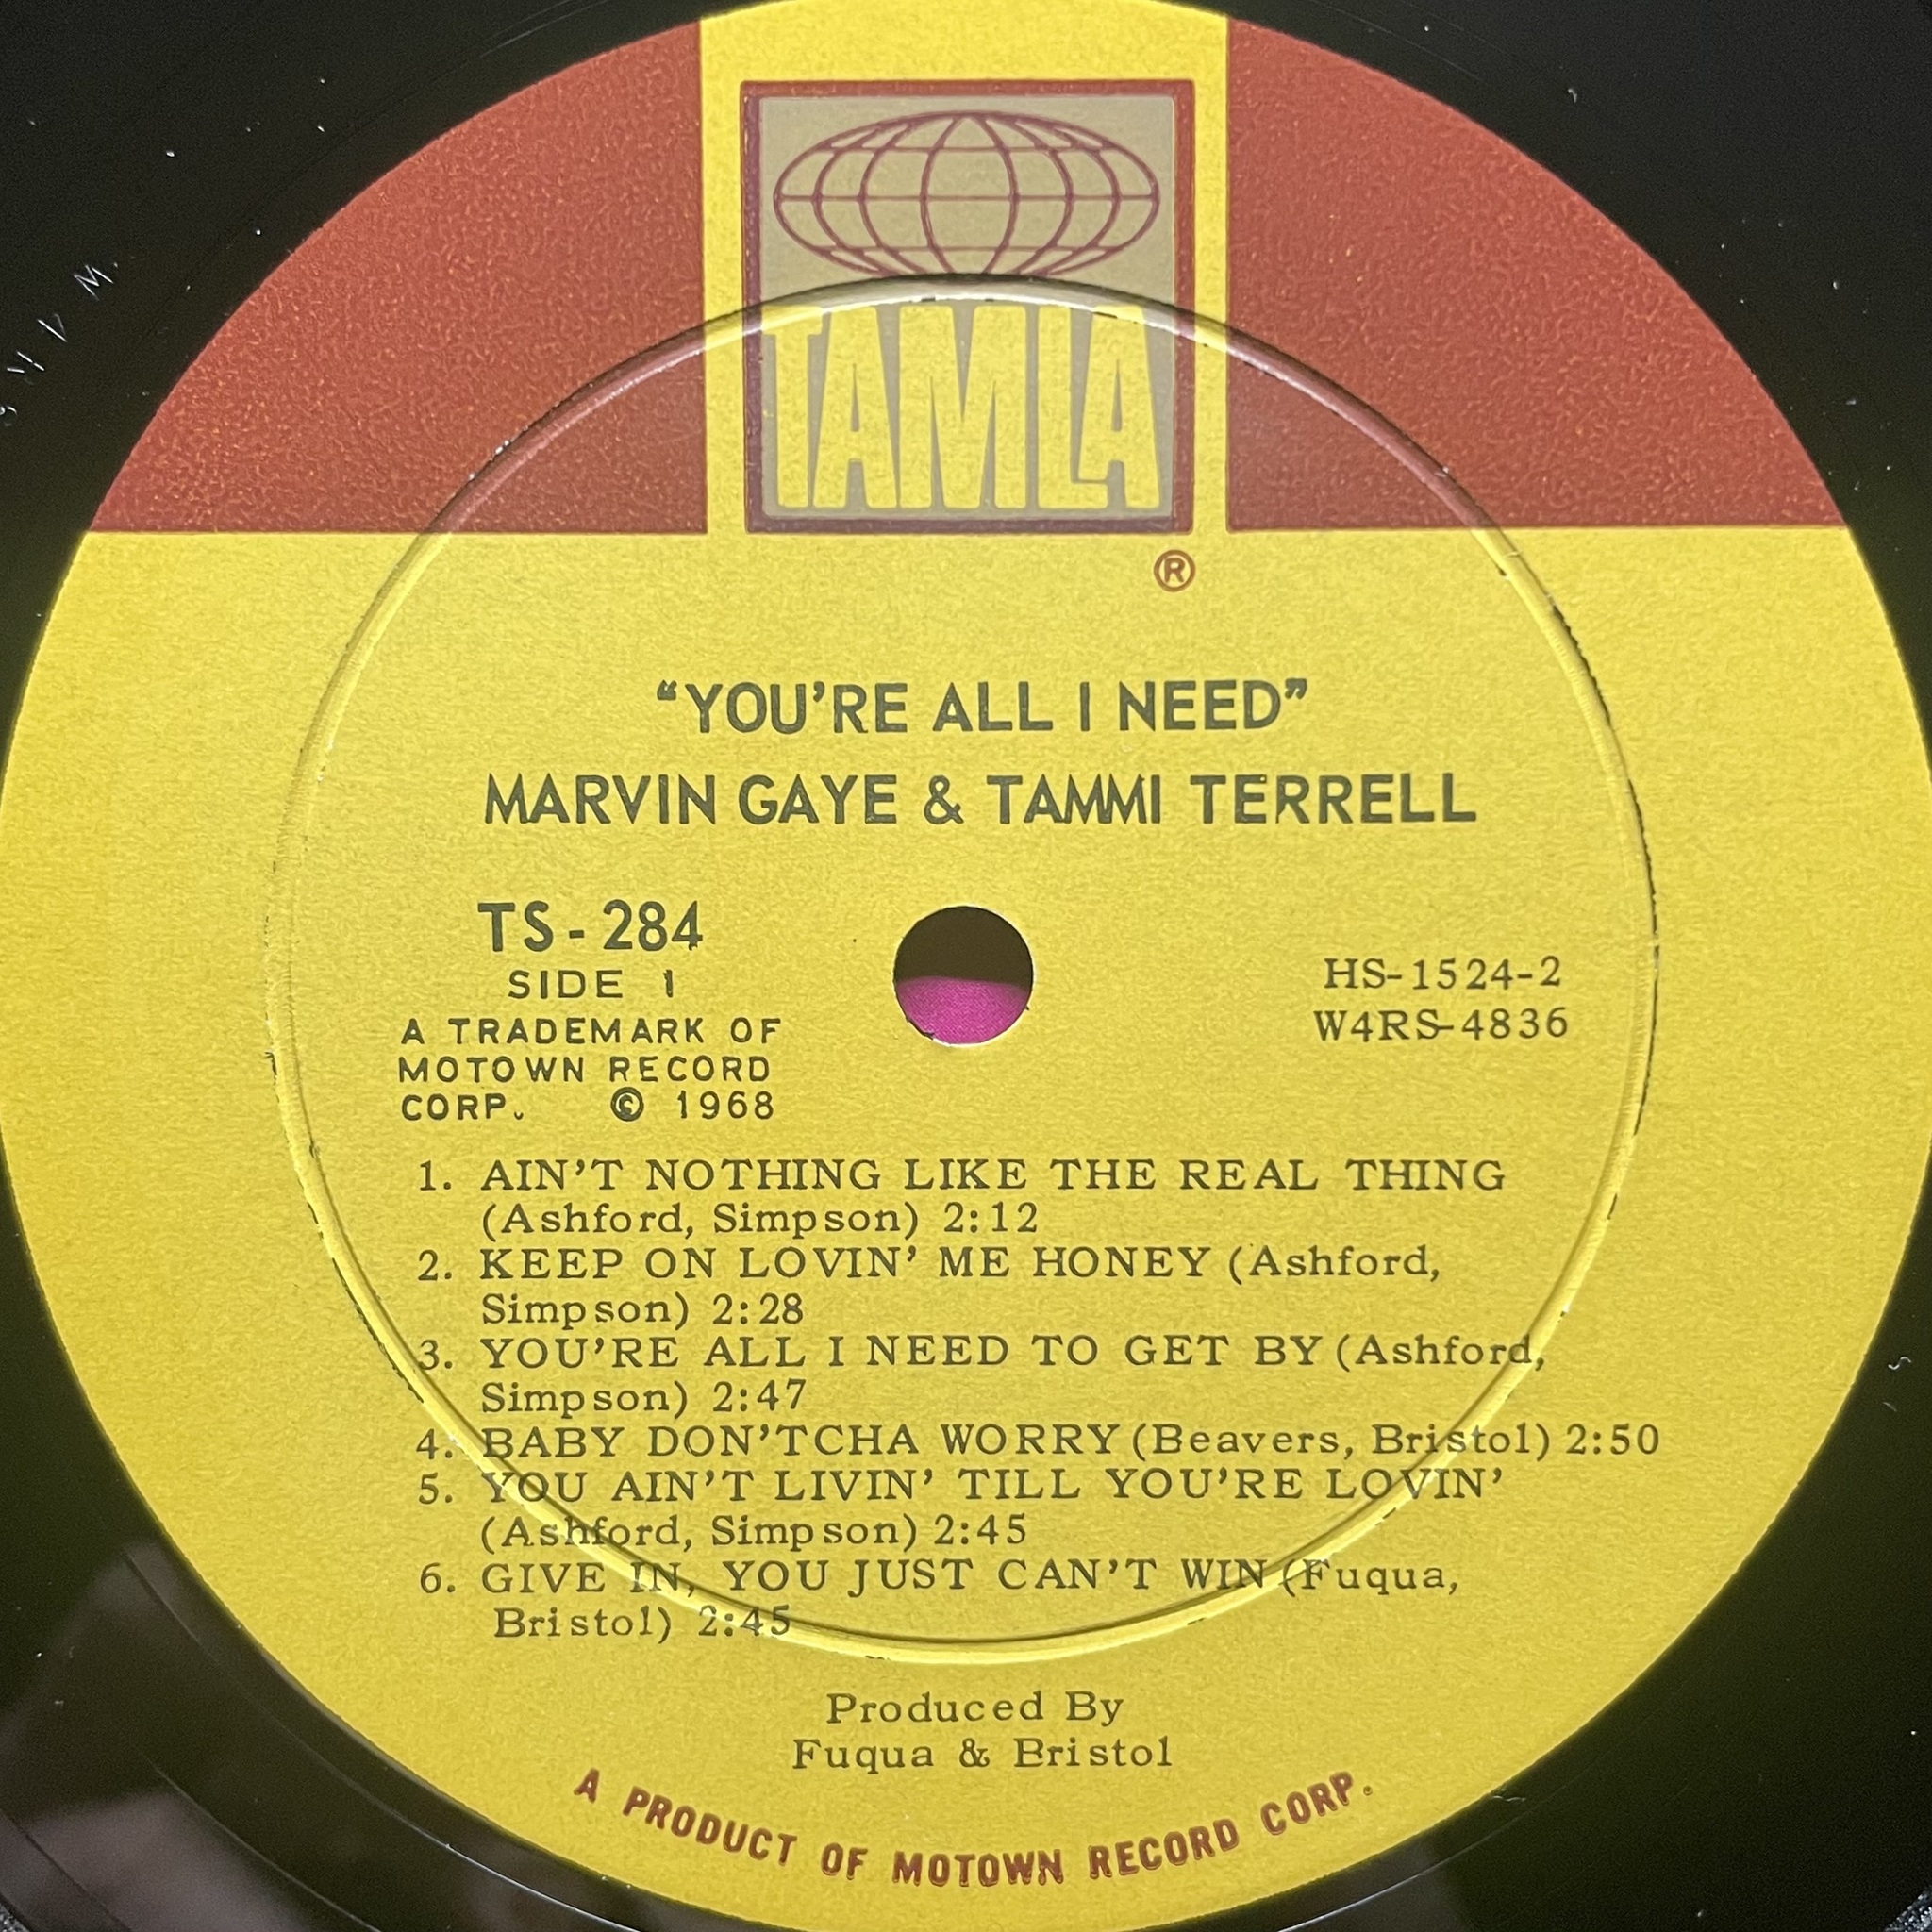 TAMLA
®
“YOU’RE ALL I NEED”
MARVIN GAYE & TAMMI TERRELL
TS-284
SIDE 1
A TRADEMARK OF
MOTOWN RECORD
CORP. © 1968
HS-1524-2
W4RS-4836
1. AIN’T NOTHING LIKE THE REAL THING
(Ashford, Simpson) 2:12
2. KEEP ON LOVIN’ ME HONEY (Ashford,
Simpson) 2:28
3. YOU’RE ALL I NEED TO GET BY (Ashford,
Simpson) 2:47
4. BABY DON’TCHA WORRY (Beavers, Bristol) 2:50
5. YOU AIN’T LIVIN’ TILL YOU’RE LOVIN’
(Ashford, Simpson) 2:45
6. GIVE IN, YOU JUST CAN’T WIN (Fuqua,
Bristol) 2:45
Produced By
Fuqua & Bristol
A PRODUCT OF MOTOWN RECORD CORP.